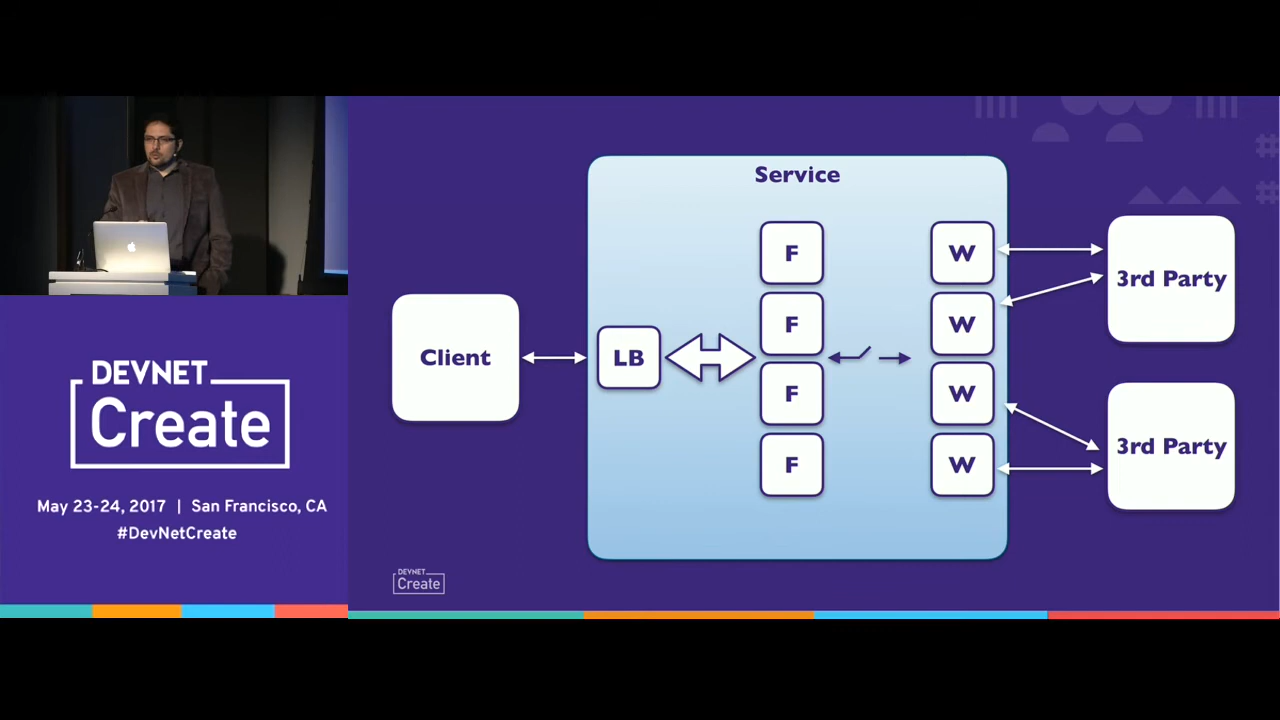 DEVNET
Create
May 23-24, 2017 | San Francisco, CA
#DevNetCreate
Service
Client
LB
F
F
F
F
W
W
W
W
3rd Party
3rd Party
DEVNET
Create